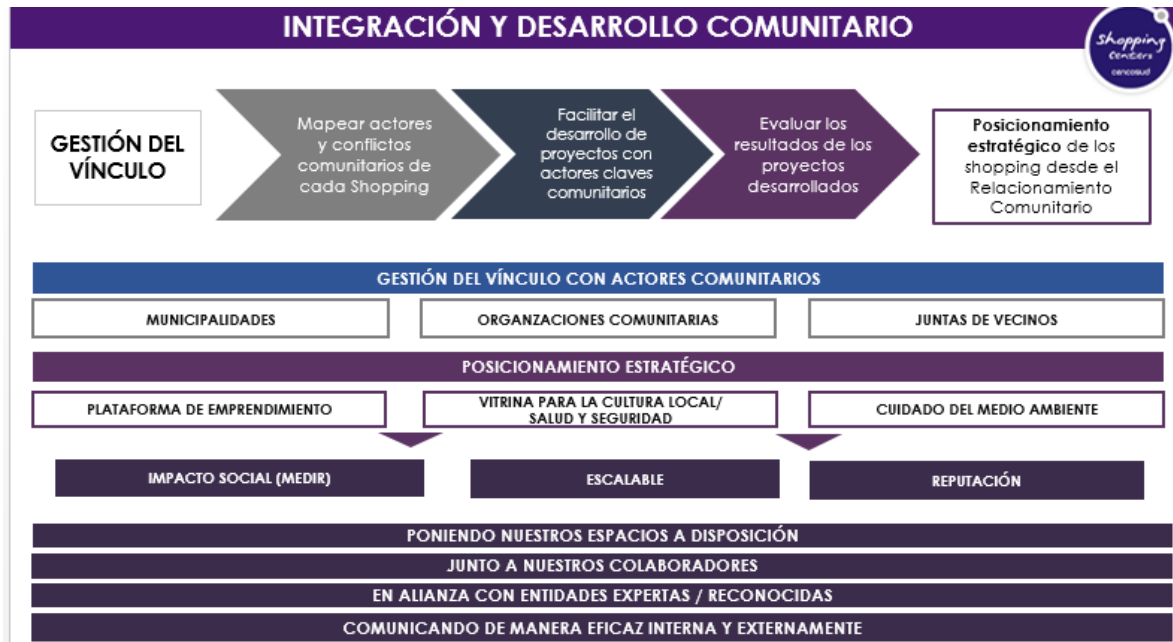 INTEGRACIÓN Y DESARROLLO COMUNITARIO
Shopping
Centers
cencosud
GESTIÓN DEL
VÍNCULO
Mapear actores
y conflictos
comunitarios de
cada Shopping
Facilitar el
desarrollo de
proyectos con
actores claves
comunitarios
Evaluar los
resultados de los
proyectos
desarrollados
Posicionamiento
estratégico de los
shopping desde el
Relacionamiento
Comunitario
GESTIÓN DEL VÍNCULO CON ACTORES COMUNITARIOS
MUNICIPALIDADES
ORGANZACIONES COMUNITARIAS
JUNTAS DE VECINOS
POSICIONAMIENTO ESTRATÉGICO
PLATAFORMA DE EMPRENDIMIENTO
VITRINA PARA LA CULTURA LOCAL/
SALUD Y SEGURIDAD
CUIDADO DEL MEDIO AMBIENTE
IMPACTO SOCIAL (MEDIR)
ESCALABLE
REPUTACIÓN
PONIENDO NUESTROS ESPACIOS A DISPOSICIÓN
JUNTO A NUESTROS COLABORADORES
EN ALIANZA CON ENTIDADES EXPERTAS / RECONOCIDAS
COMUNICANDO DE MANERA EFICAZ INTERNA Y EXTERNAMENTE